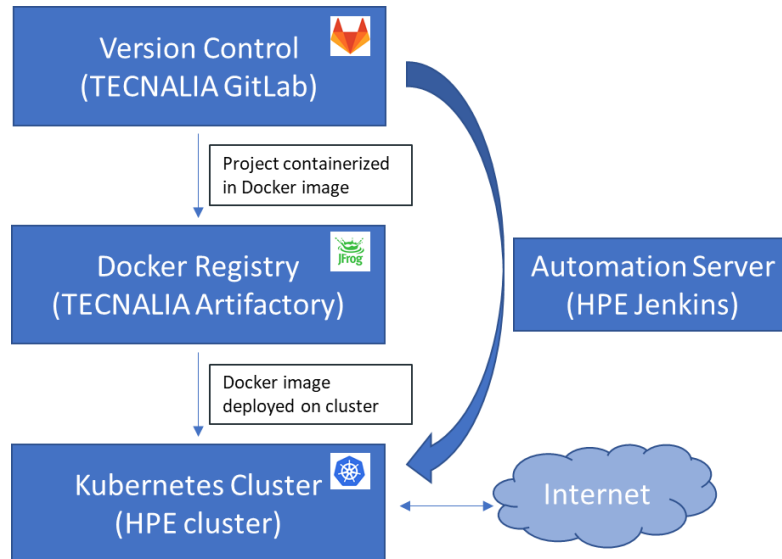 Version Control
(TECNALIA GitLab)
Project containerized
in Docker image
JFrog
Docker Registry
(TECNALIA Artifactory)
Automation Server
(HPE Jenkins)
Docker image
deployed on cluster
Kubernetes Cluster
(HPE cluster)
Internet